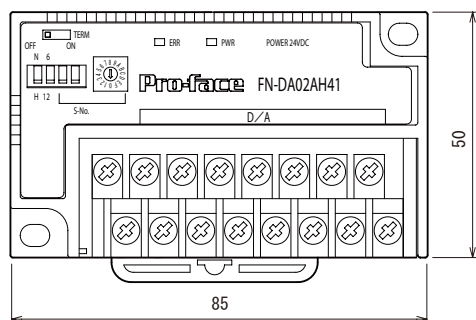 TERM
OFF ON
ERR PWR POWER 24VDC
N 6
Pro-face FN-DA02AH41
H 12
S-No.
D/A
50
85